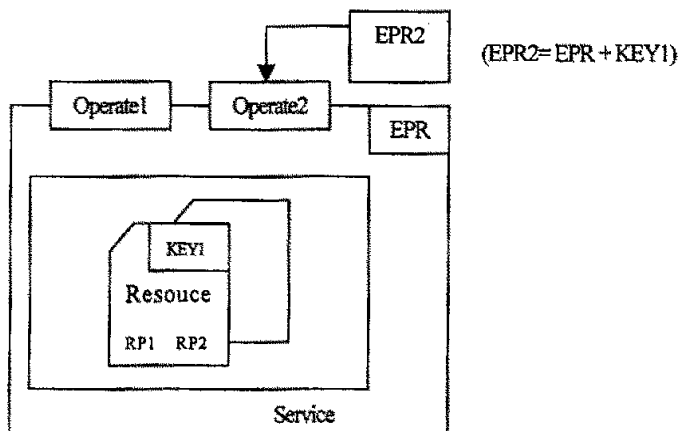 EPR2
(EPR2=EPR+KEY1)
Operate1
Operate2
EPR
KEY1
Resouce
RP1 RP2
Service